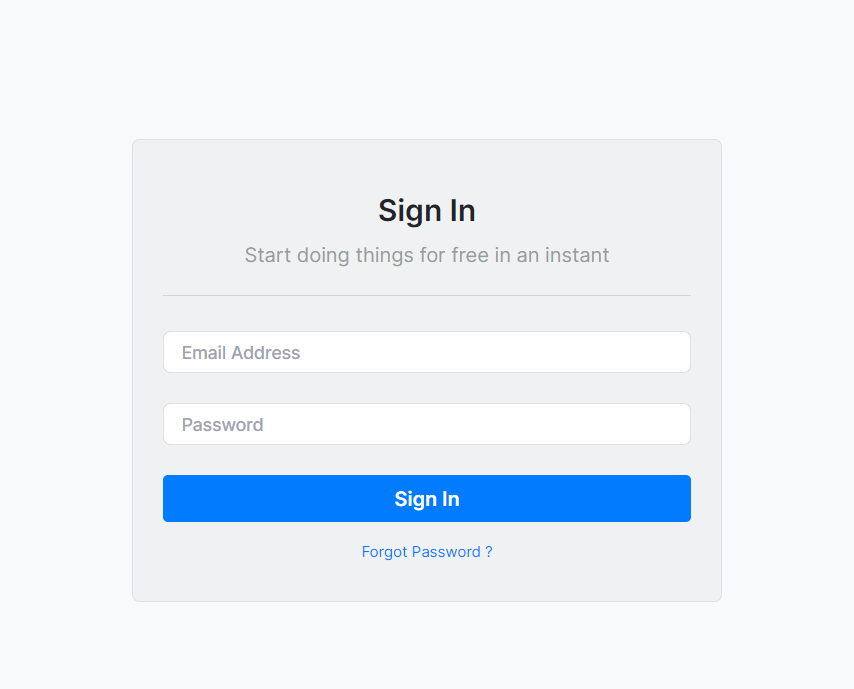 Sign In
Start doing things for free in an instant
Email Address
Password
Sign In
Forgot Password ?